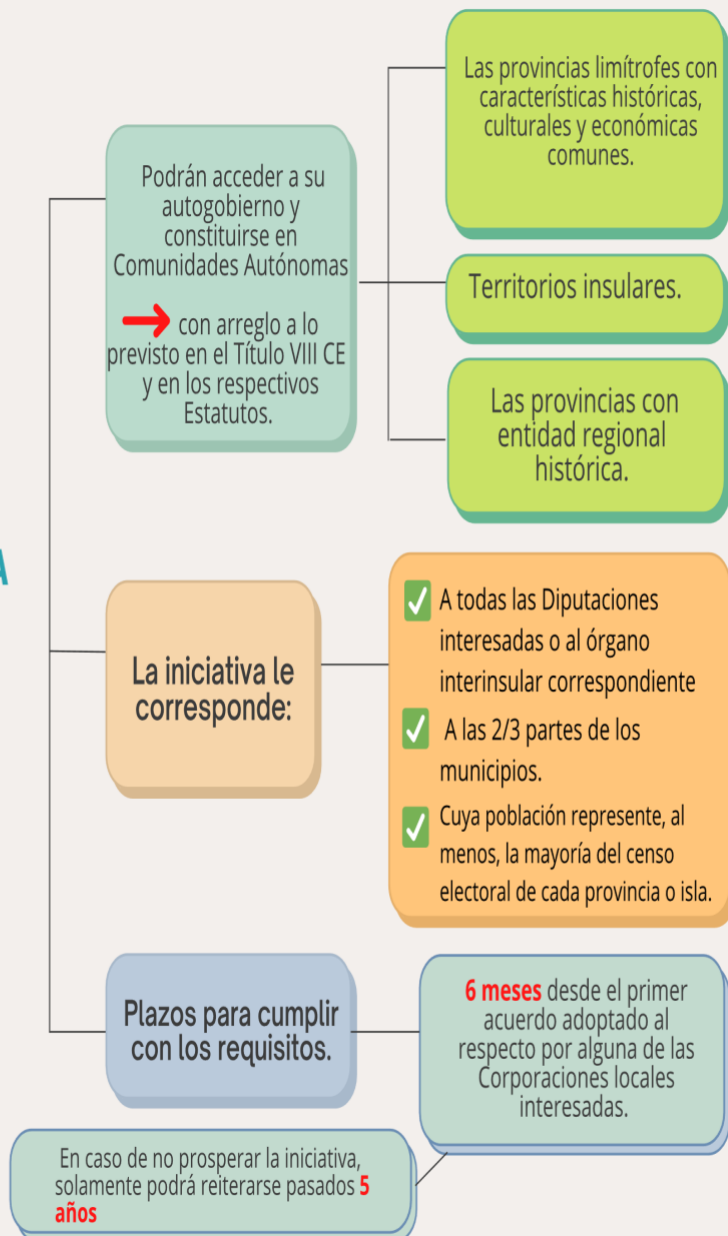 Podrán acceder a su
autogobierno y
constituirse en
Comunidades Autónomas
con arreglo a lo
previsto en el Título VIII CE
y en los respectivos
Estatutos.
Las provincias limítrofes con
características históricas,
culturales y económicas
comunes.
Territorios insulares.
Las provincias con
entidad regional
histórica.
A
La iniciativa le
corresponde:
A todas las Diputaciones
interesadas o al órgano
interinsular correspondiente
A las 2/3 partes de los
municipios.
Cuya población represente, al
menos, la mayoría del censo
electoral de cada provincia o isla.
Plazos para cumplir
con los requisitos.
6 meses desde el primer
acuerdo adoptado al
respecto por alguna de las
Corporaciones locales
interesadas.
En caso de no prosperar la iniciativa,
solamente podrá reiterarse pasados 5
años